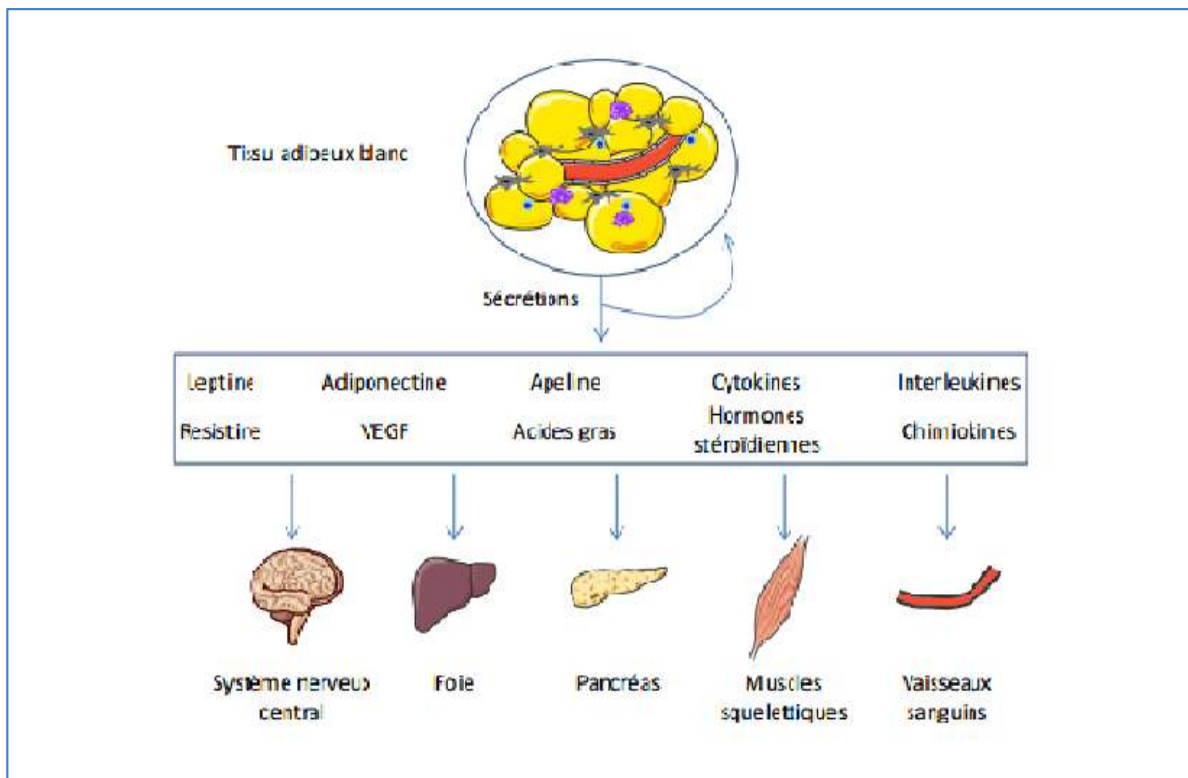 Tissu adipeux blanc
Sécrétions
Leptine Adiponectine Apeline Cytokines Interleukines
Resistine VEGF Acides gras Hormones stéroïdiennes Chimiokines
Système nerveux central
Foie
Pancréas
Muscles squelettiques
Vaisseaux sanguins